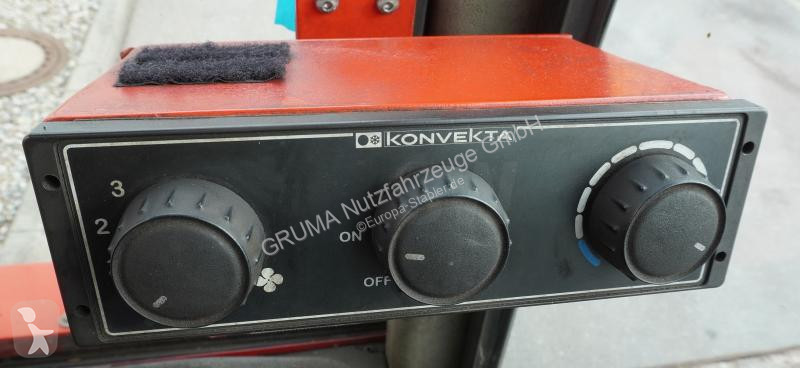 KONVEKTA
3
2
ON
OFF
GRUMA Nutzfahrzeuge GmbH
©Europa-Stapler.de